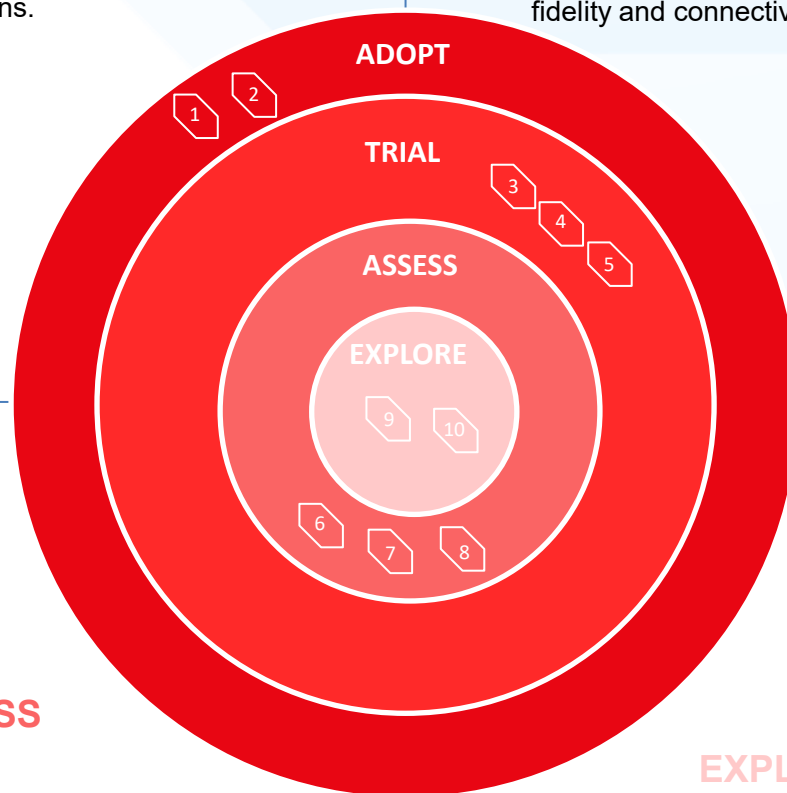 ns.
fidelity and connectiv
ADOPT
1
2
TRIAL
3
4
5
ASSESS
EXPLORE
9
10
6
7
8
SS
EXPL